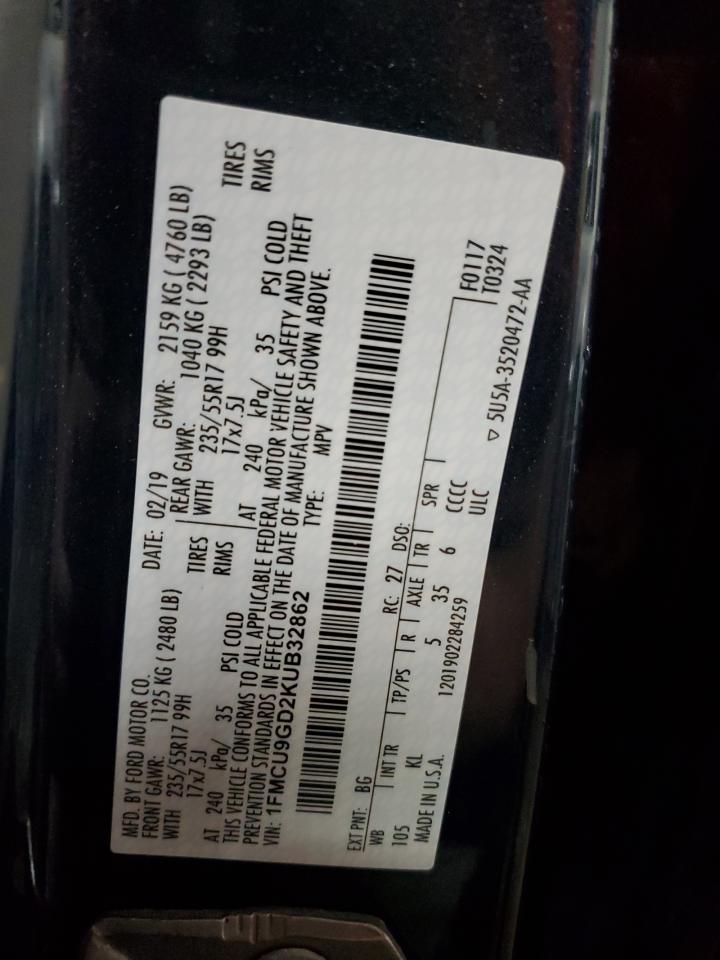 MFD. BY FORD MOTOR CO.
DATE: 02/19 GVWR: 2159 KG ( 4760 LB)
FRONT GAWR: 1125 KG ( 2480 LB) REAR GAWR: 1040 KG ( 2293 LB)
WITH 235/55R17 99H TIRES WITH 235/55R17 99H TIRES
17x7.5J RIMS 17x7.5J RIMS
AT 240 kPa/ 35 PSI COLD AT 240 kPa/ 35 PSI COLD
THIS VEHICLE CONFORMS TO ALL APPLICABLE FEDERAL MOTOR VEHICLE SAFETY AND THEFT
PREVENTION STANDARDS IN EFFECT ON THE DATE OF MANUFACTURE SHOWN ABOVE.
VIN: 1FMCU9GD2KUB32862 TYPE: MPV
EXT PNT: BG RC: 27 DSO: F0117
WB INT TR TP/PS R AXLE TR SPR T0324
105 KL 5 35 6 CCCC
MADE IN U.S.A. 1201902284259 ULC ▽ 5U5A-3520472-AA